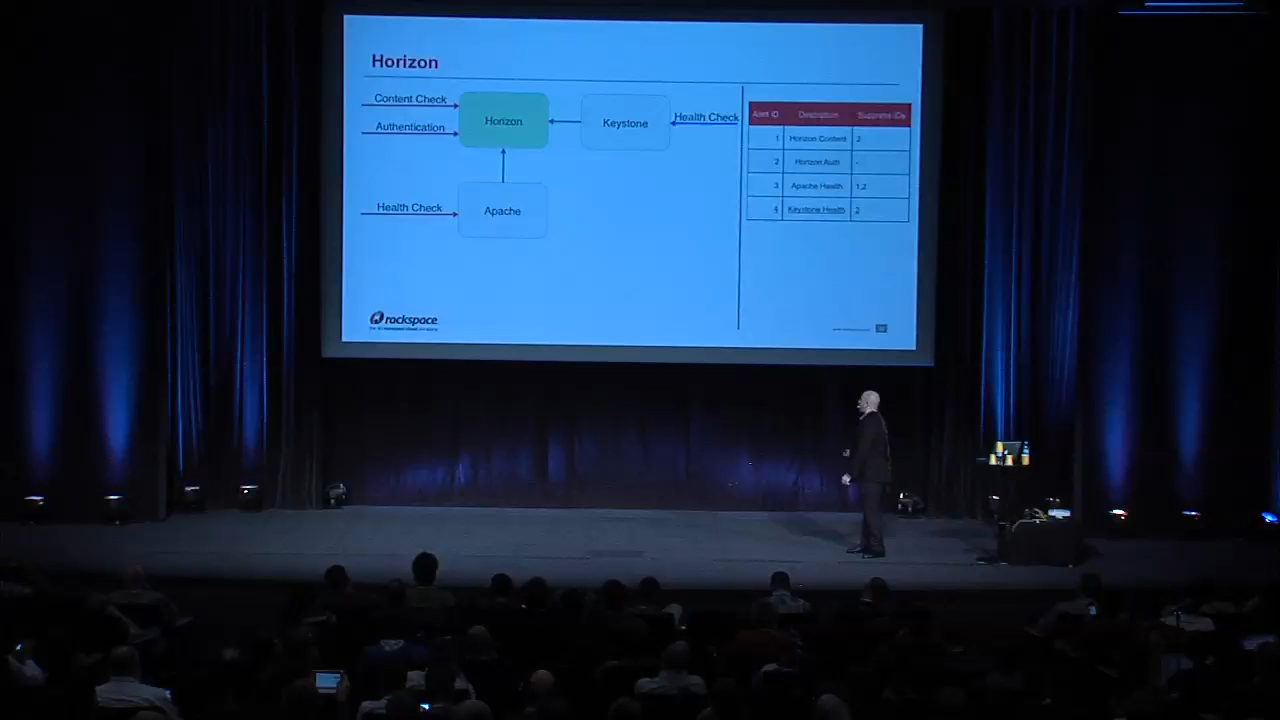 Horizon
Content Check
Authentication
Horizon
Keystone
Health Check
Health Check
Apache
Alert ID Description Suppress IDs
1 Horizon Content 2
2 Horizon Auth -
3 Apache Health 1,2
4 Keystone Health 2
rackspace